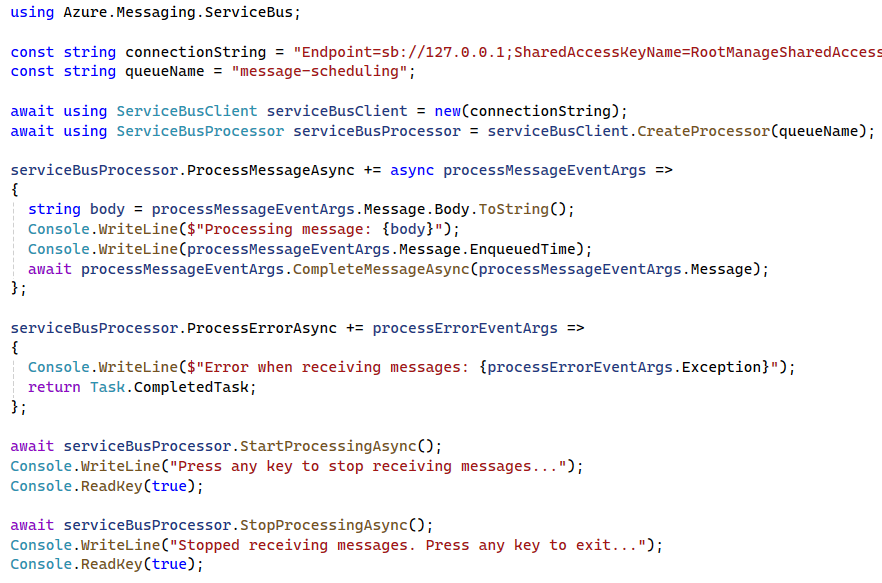 using Azure.Messaging.ServiceBus;
const string connectionString = "Endpoint=sb://127.0.0.1;SharedAccessKeyName=RootManageSharedAccess
const string queueName = "message-scheduling";
await using ServiceBusClient serviceBusClient = new(connectionString);
await using ServiceBusProcessor serviceBusProcessor = serviceBusClient.CreateProcessor(queueName);
serviceBusProcessor.ProcessMessageAsync += async processMessageEventArgs =>
{
  string body = processMessageEventArgs.Message.Body.ToString();
  Console.WriteLine($"Processing message: {body}");
  Console.WriteLine(processMessageEventArgs.Message.EnqueuedTime);
  await processMessageEventArgs.CompleteMessageAsync(processMessageEventArgs.Message);
};
serviceBusProcessor.ProcessErrorAsync += processErrorEventArgs =>
{
  Console.WriteLine($"Error when receiving messages: {processErrorEventArgs.Exception}");
  return Task.CompletedTask;
};
await serviceBusProcessor.StartProcessingAsync();
Console.WriteLine("Press any key to stop receiving messages...");
Console.ReadKey(true);
await serviceBusProcessor.StopProcessingAsync();
Console.WriteLine("Stopped receiving messages. Press any key to exit...");
Console.ReadKey(true);